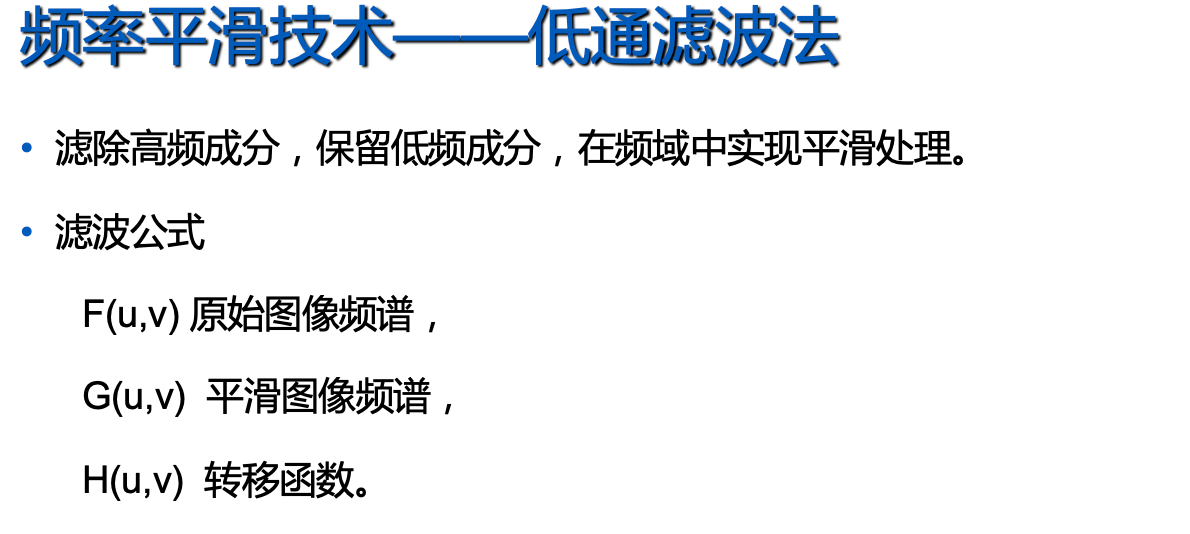 频率平滑技术——低通滤波法
• 滤除高频成分，保留低频成分，在频域中实现平滑处理。
• 滤波公式
F(u,v) 原始图像频谱，
G(u,v) 平滑图像频谱，
H(u,v) 转移函数。